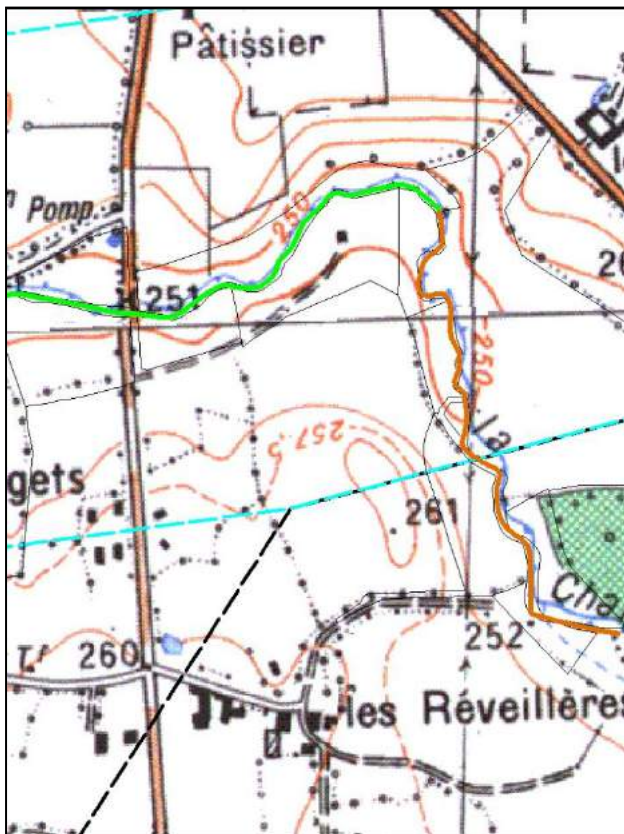 Pâtissier
Pomp.
250
251
250
La
257,5
gets
261
Cha
252
T.f
260
les Réveillères